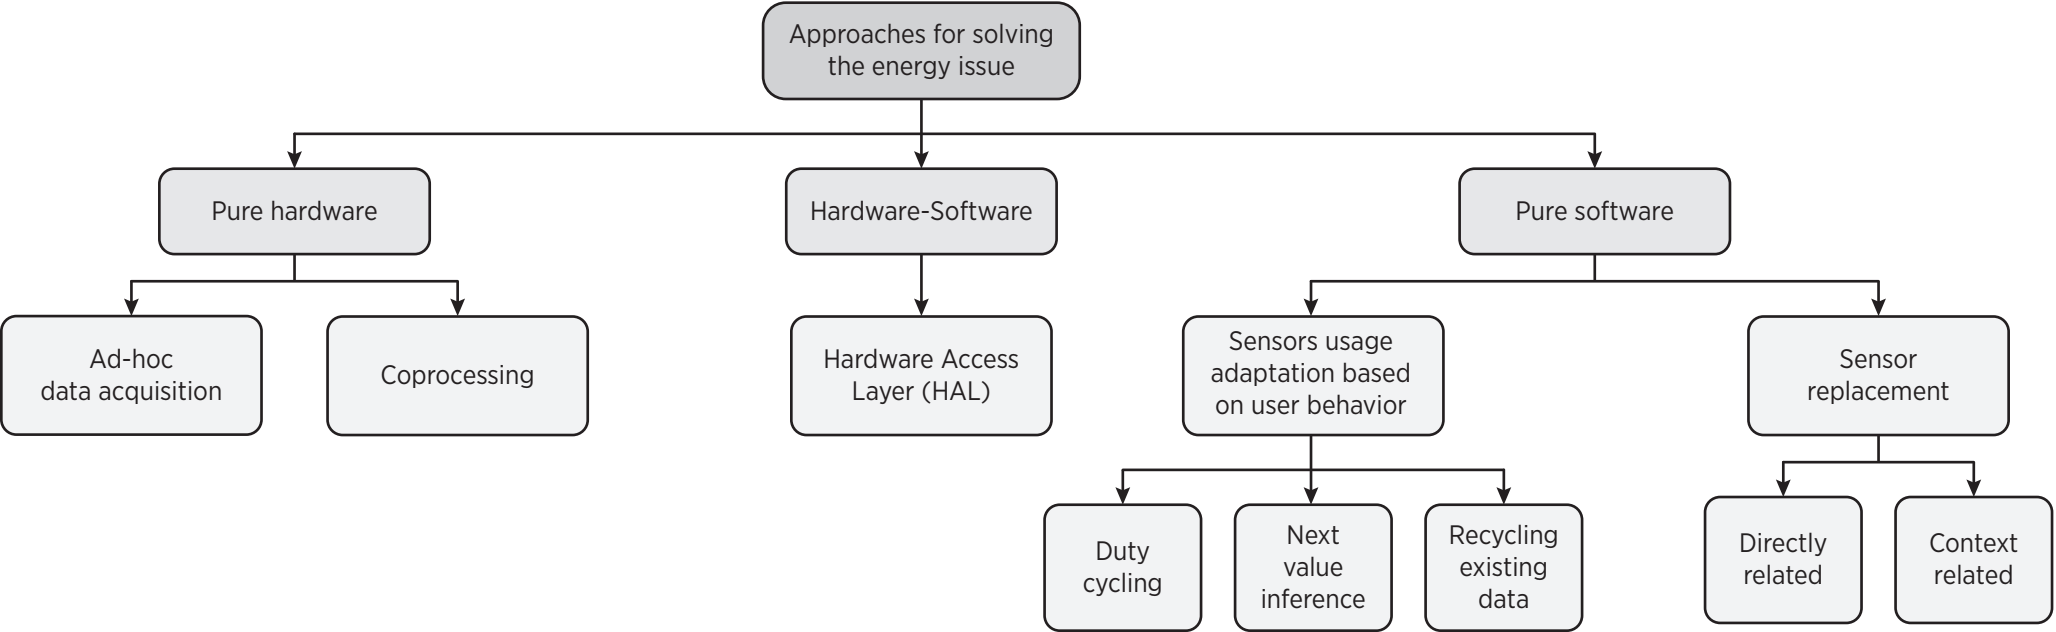 Approaches for solving
the energy issue
Pure hardware
Hardware-Software
Pure software
Ad-hoc
data acquisition
Coprocessing
Hardware Access
Layer (HAL)
Sensors usage
adaptation based
on user behavior
Sensor
replacement
Duty
cycling
Next
value
inference
Recycling
existing
data
Directly
related
Context
related